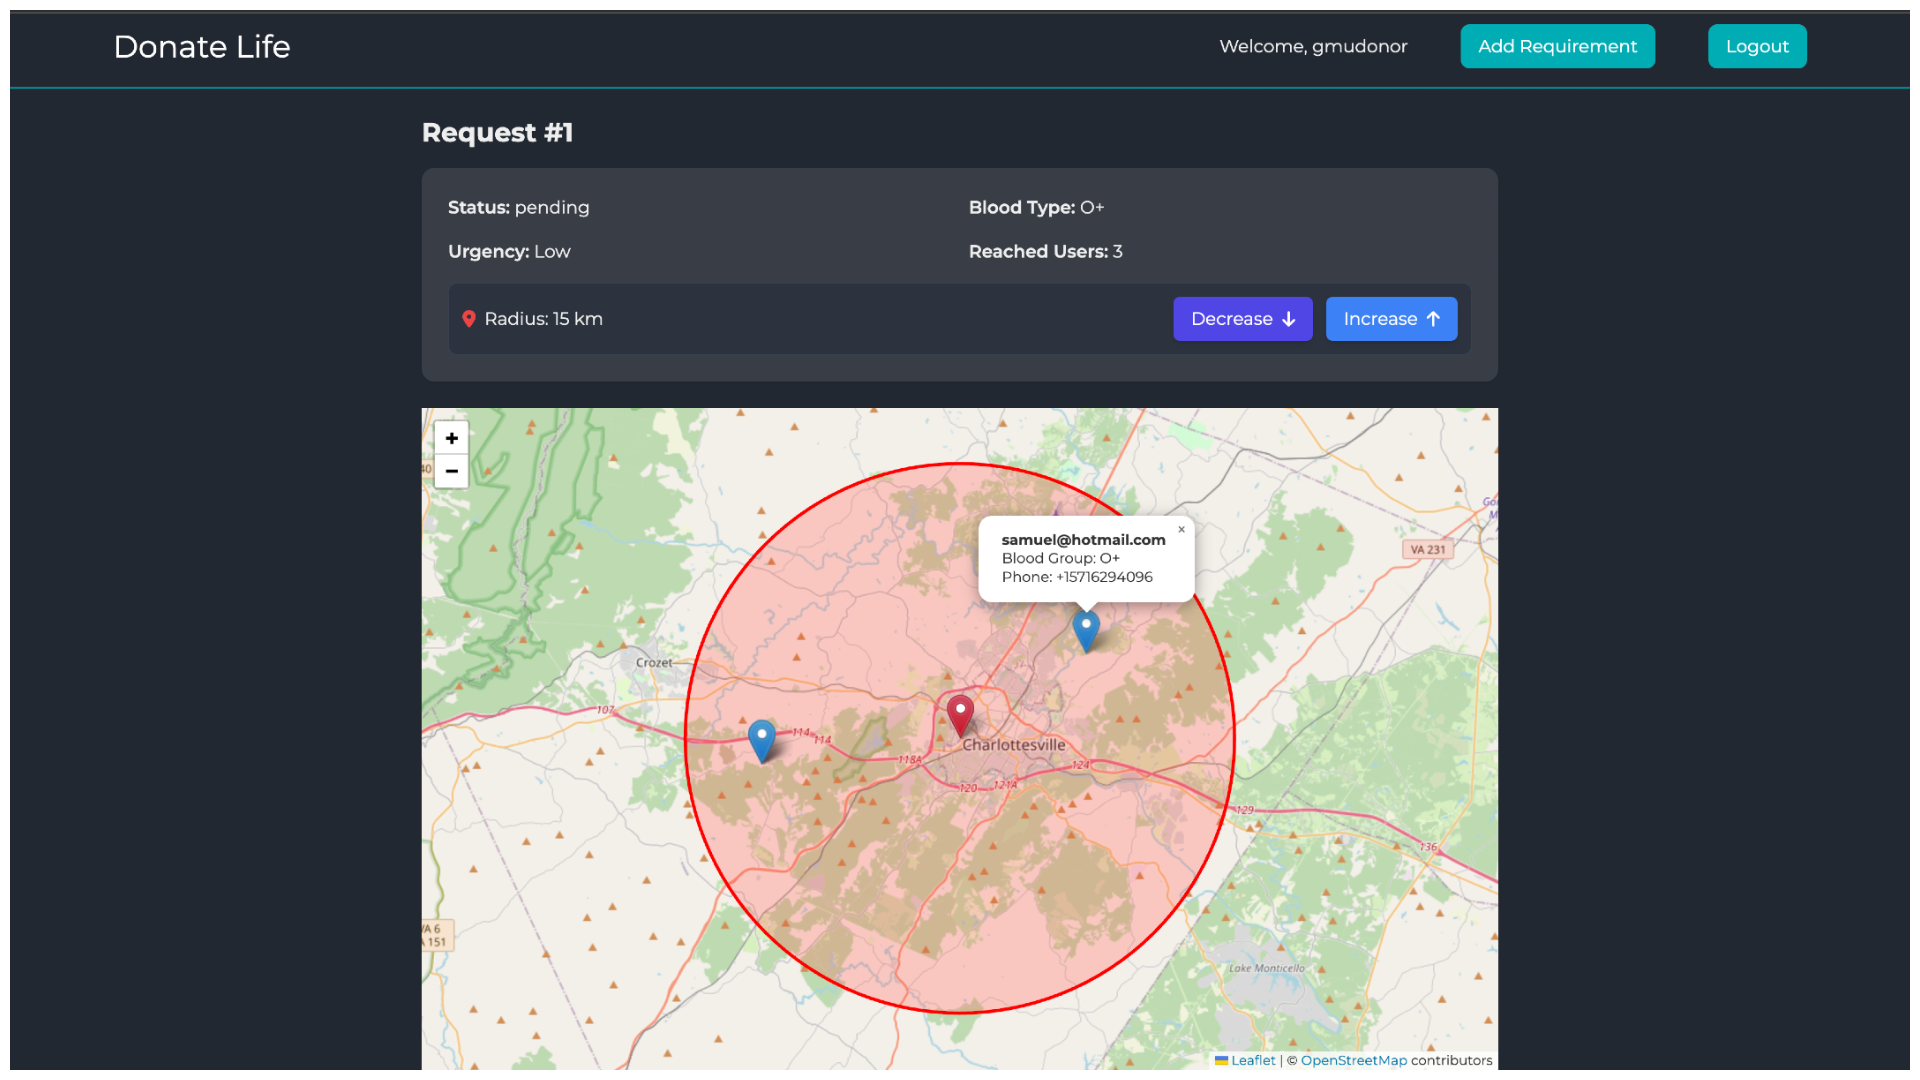 Donate Life
Welcome, gmudonor
Add Requirement
Logout
Request #1
Status: pending
Blood Type: O+
Urgency: Low
Reached Users: 3
Radius: 15 km
Decrease ↓
Increase ↑
+
−
40
samuel@hotmail.com
×
Blood Group: O+
Phone: +15716294096
VA 231
Crozet
107
114
114
Charlottesville
118A
124
120
121A
129
136
VA 6
151
Lake Monticello
Leaflet | © OpenStreetMap contributors